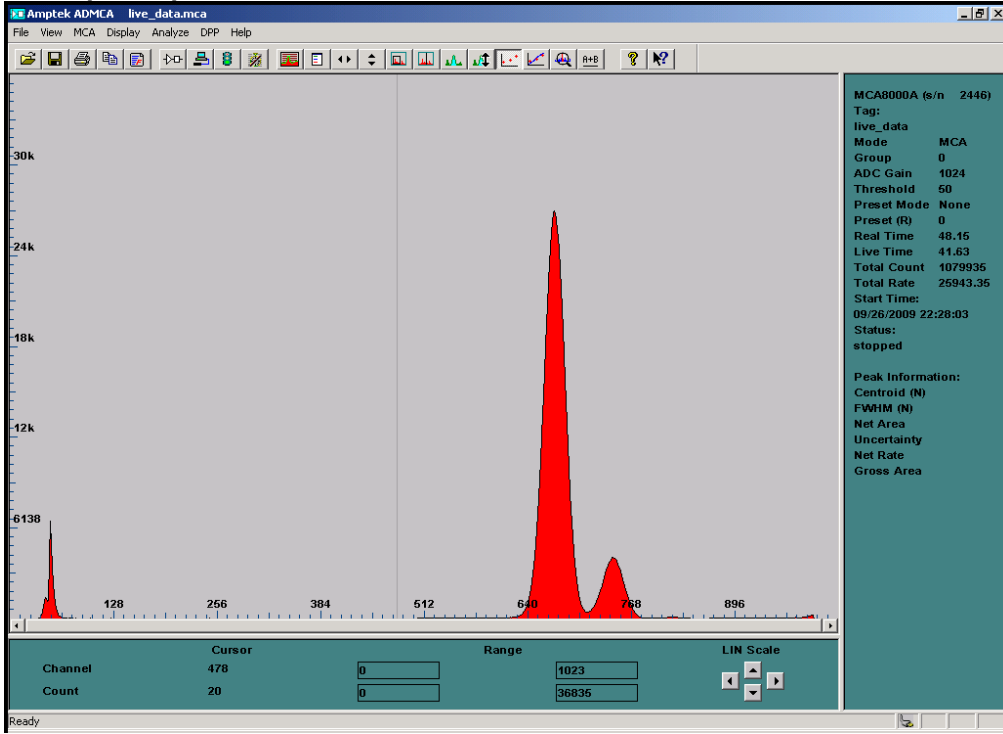 Amptek ADMCA live_data.mca
File View MCA Display Analyze DPP Help
A+B
30k
24k
18k
12k
6138
128 256 384 512 640 768 896
MCA8000A (s/n 2446)
Tag:
live_data
Mode MCA
Group 0
ADC Gain 1024
Threshold 50
Preset Mode None
Preset (R) 0
Real Time 48.15
Live Time 41.63
Total Count 1079935
Total Rate 25943.35
Start Time:
09/26/2009 22:28:03
Status:
stopped
Peak Information:
Centroid (N)
FWHM (N)
Net Area
Uncertainty
Net Rate
Gross Area
Cursor Range LIN Scale
Channel 478 0 1023
Count 20 0 36835
Ready